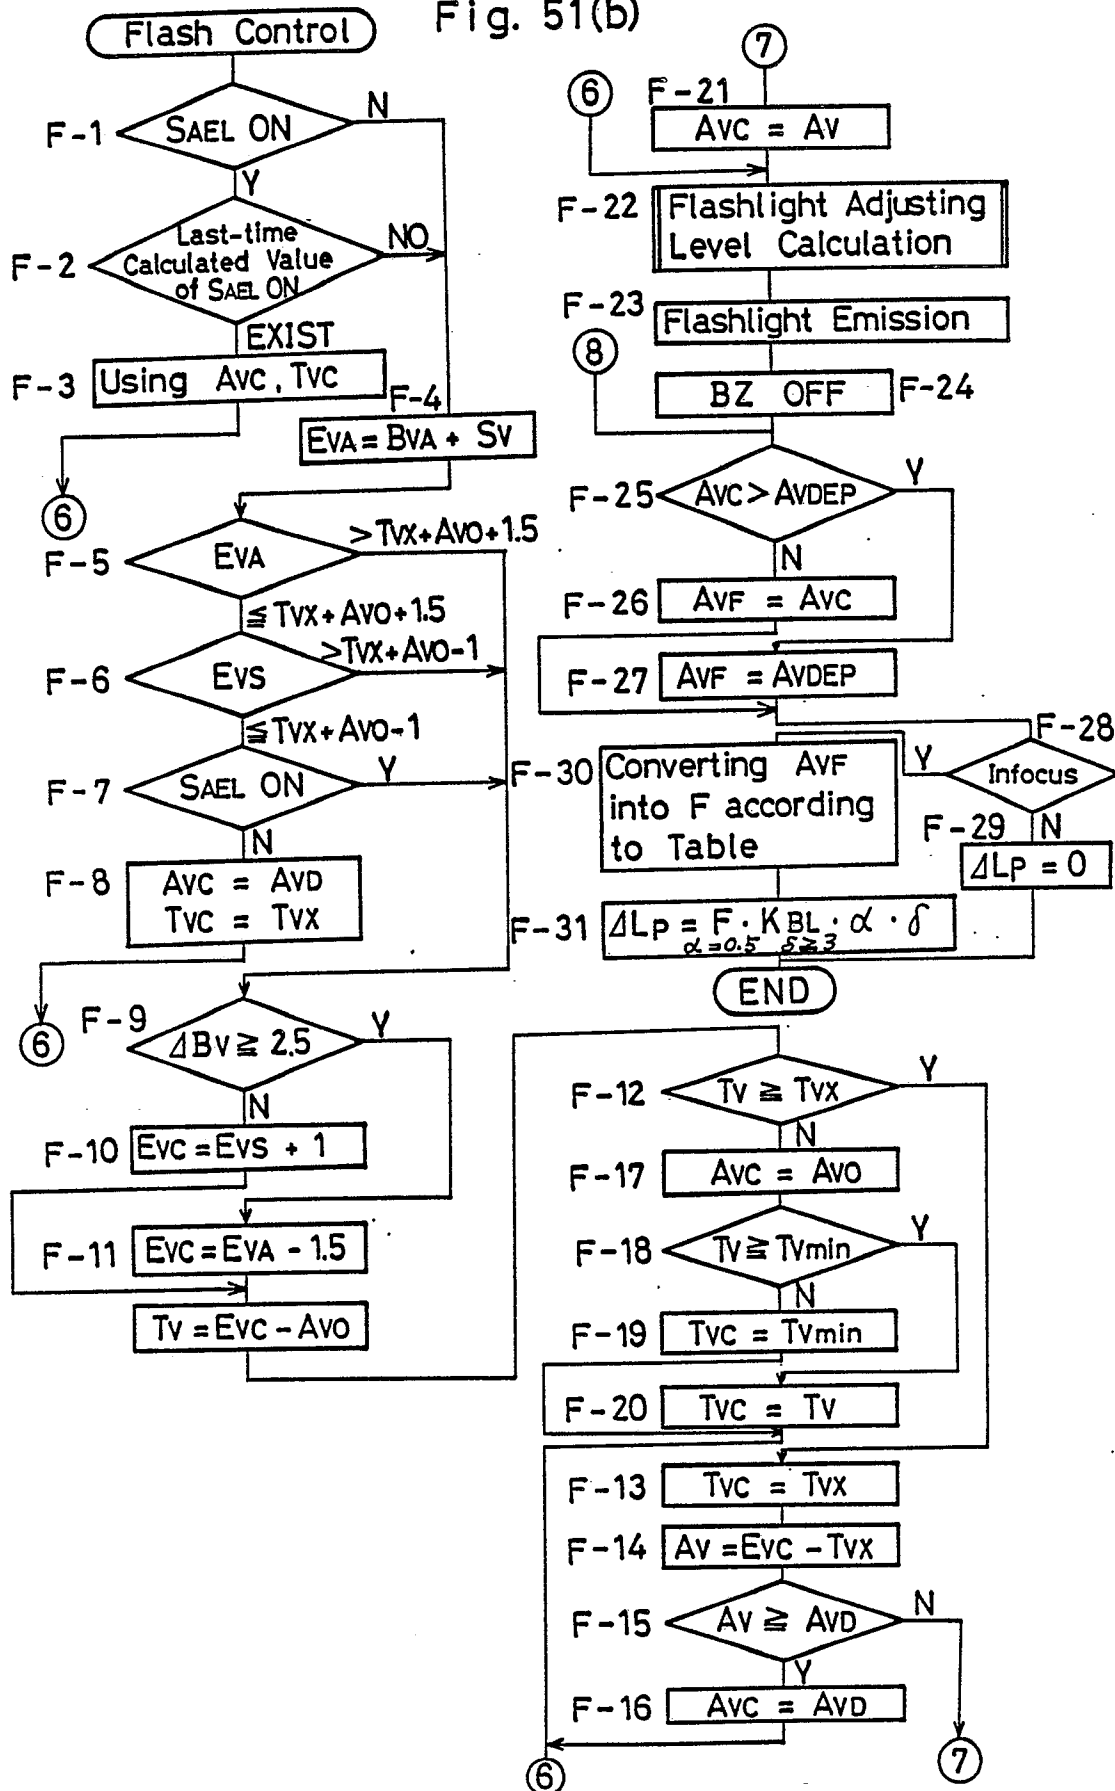 Fig. 51(b)
Flash Control
F-1
SAEL ON
N
Y
F-2
Last-time
Calculated Value
of SAEL ON
NO
EXIST
F-3
Using AVC, TVC
F-4
EVA = BVA + SV
6
F-5
EVA
>TVX+AVO+1.5
≦TVX+AVO+1.5
F-6
EVS
>TVX+AVO-1
≦TVX+AVO-1
F-7
SAEL ON
Y
N
F-8
AVC = AVD
TVC = TVX
6
F-9
ΔBV ≧ 2.5
Y
N
F-10
EVC = EVS + 1
F-11
EVC = EVA - 1.5
TV = EVC - AVO
7
6
F-21
AVC = AV
F-22
Flashlight Adjusting
Level Calculation
F-23
Flashlight Emission
8
BZ OFF
F-24
F-25
AVC > AVDEP
Y
N
F-26
AVF = AVC
F-27
AVF = AVDEP
F-28
Infocus
Y
N
F-29
ΔLP = 0
F-30
Converting AVF
into F according
to Table
F-31
ΔLP = F · KBL · α · δ
α=0.5 δ≧3
END
F-12
TV ≧ TVX
Y
N
F-17
AVC = AVO
F-18
TV ≧ TVmin
Y
N
F-19
TVC = TVmin
F-20
TVC = TV
F-13
TVC = TVX
F-14
AV = EVC - TVX
F-15
AV ≧ AVD
N
Y
F-16
AVC = AVD
6
7